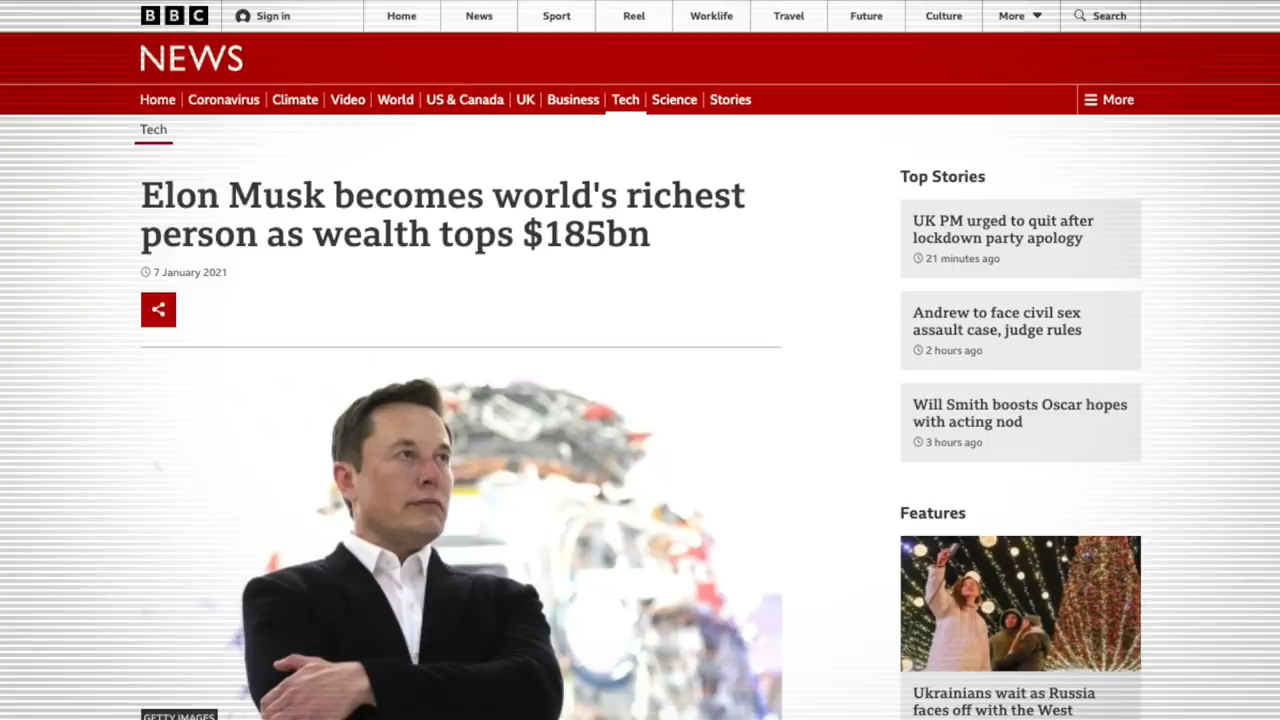 BBC Sign in Home News Sport Reel Worklife Travel Future Culture More Search
NEWS
Home Coronavirus Climate Video World US & Canada UK Business Tech Science Stories More
Tech
Elon Musk becomes world's richest
person as wealth tops $185bn
7 January 2021
GETTY IMAGES
Top Stories
UK PM urged to quit after
lockdown party apology
21 minutes ago
Andrew to face civil sex
assault case, judge rules
2 hours ago
Will Smith boosts Oscar hopes
with acting nod
3 hours ago
Features
Ukrainians wait as Russia
faces off with the West